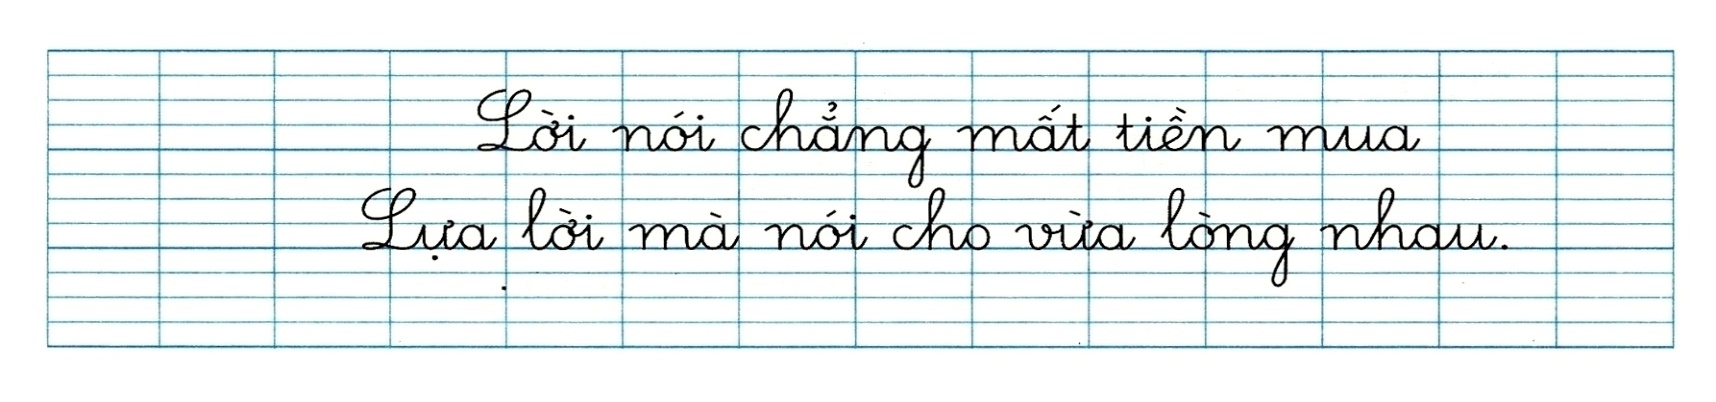 Lời nói chẳng mất tiền mua
Lựa lời mà nói cho vừa lòng nhau.